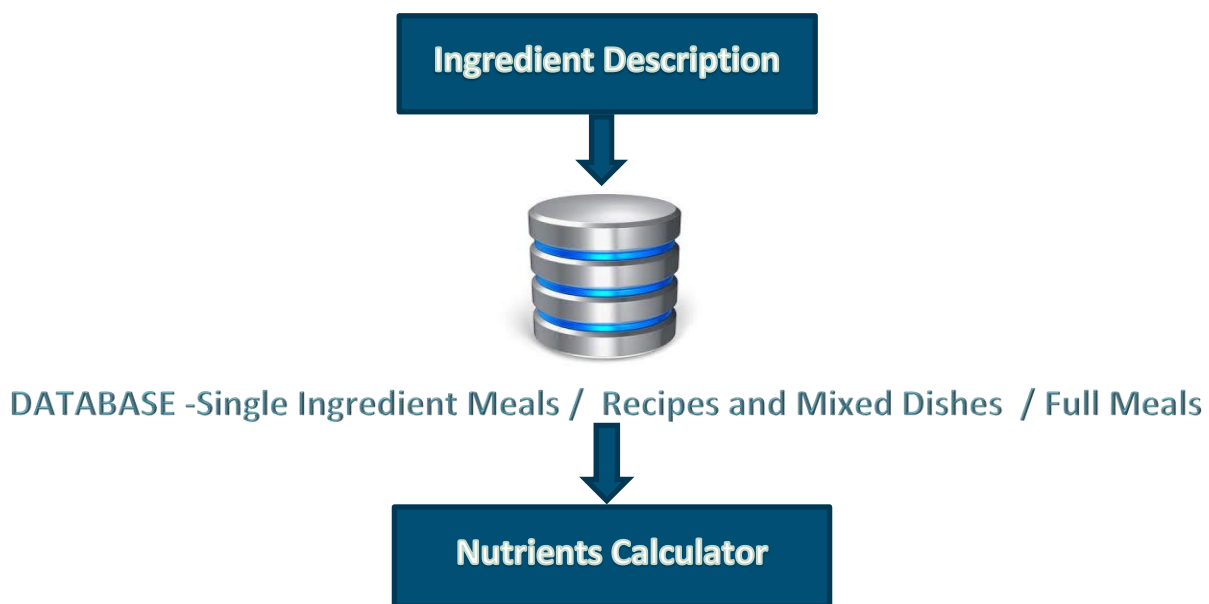 Ingredient Description
DATABASE -Single Ingredient Meals /  Recipes and Mixed Dishes  / Full Meals
Nutrients Calculator